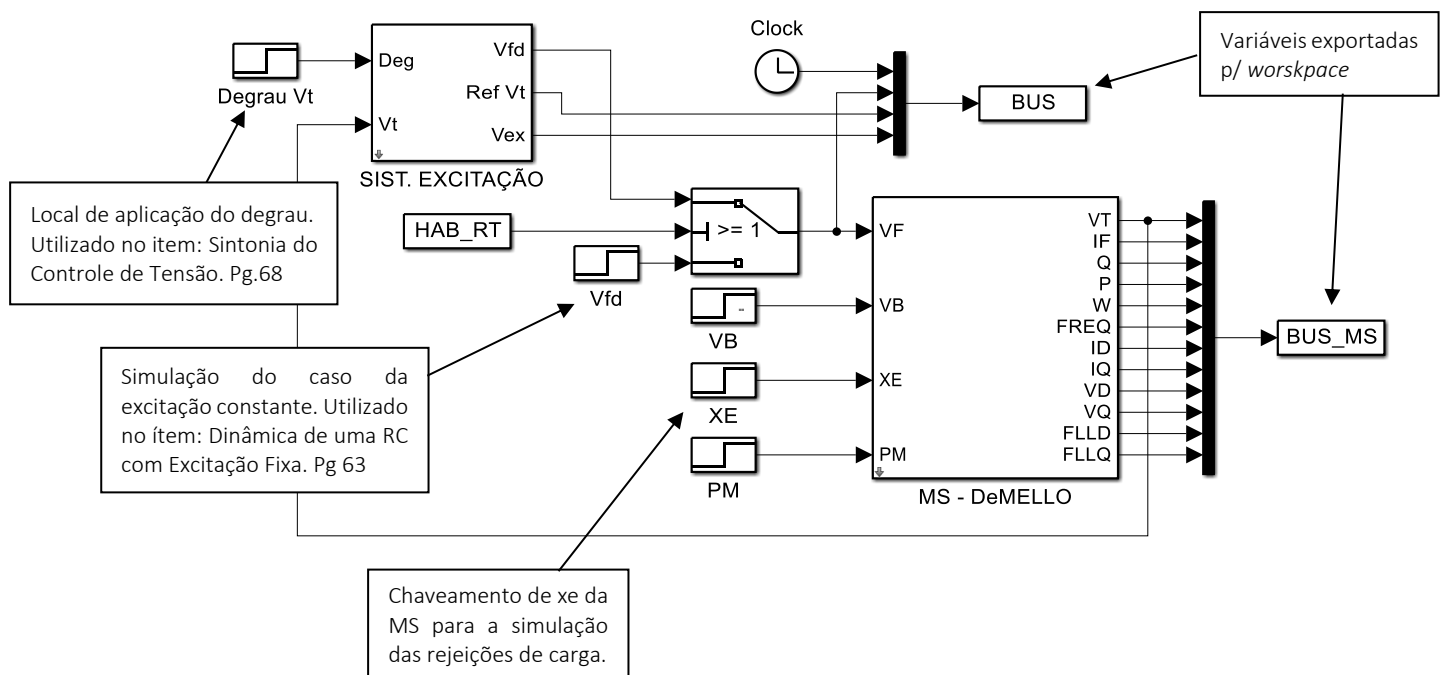 Clock
Variáveis exportadas
p/ worskpace
Vfd
Deg
Ref Vt
Degrau Vt
BUS
Vt
Vex
SIST. EXCITAÇÃO
Local de aplicação do degrau.
Utilizado no item: Sintonia do
Controle de Tensão. Pg.68
HAB_RT
>= 1
Vfd
VF
VB
XE
PM
VT
IF
Q
P
W
FREQ
ID
IQ
VD
VQ
FLLD
FLLQ
BUS_MS
VB
XE
PM
MS - DeMELLO
Simulação do caso da
excitação constante. Utilizado
no ítem: Dinâmica de uma RC
com Excitação Fixa. Pg 63
Chaveamento de xe da
MS para a simulação
das rejeições de carga.